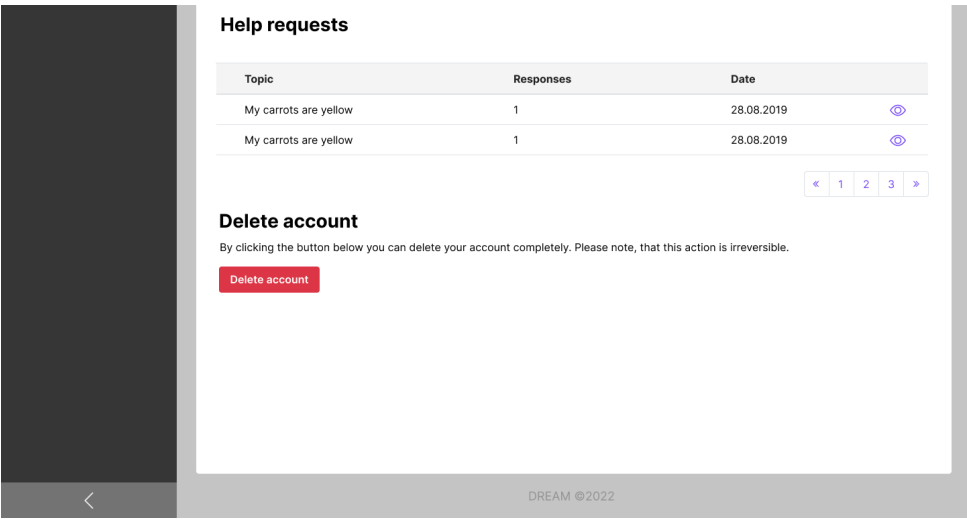 Help requests
Topic Responses Date
My carrots are yellow 1 28.08.2019
My carrots are yellow 1 28.08.2019
« 1 2 3 »
Delete account
By clicking the button below you can delete your account completely. Please note, that this action is irreversible.
Delete account
DREAM ©2022